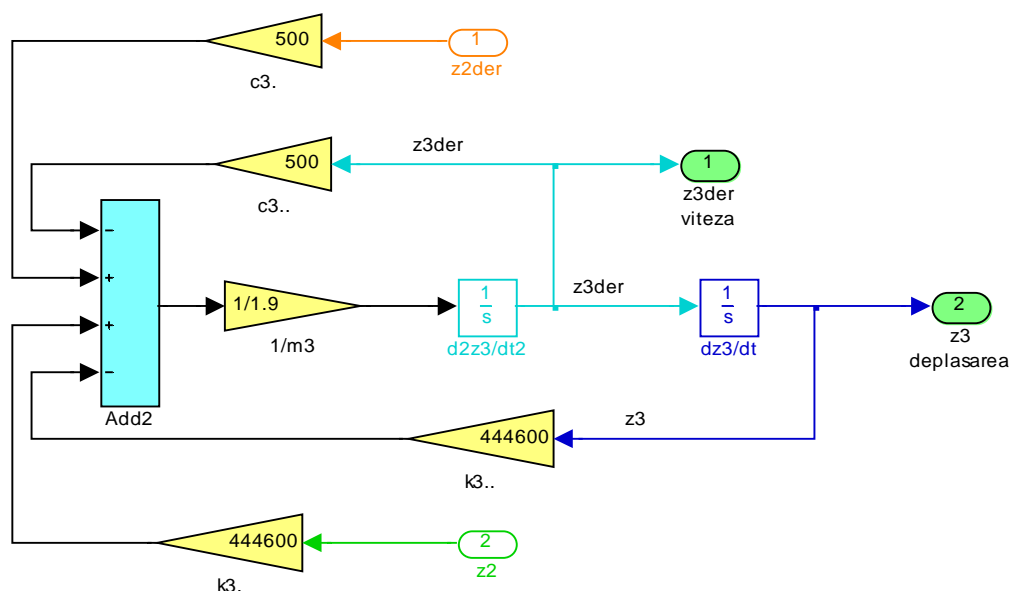 500
1
z2der
c3.
z3der
500
1
c3..
z3der
viteza
−
+
+
−
Add2
1/1.9
1/m3
1
s
d2z3/dt2
z3der
1
s
dz3/dt
2
z3
deplasarea
z3
444600
k3..
444600
k3.
2
z2